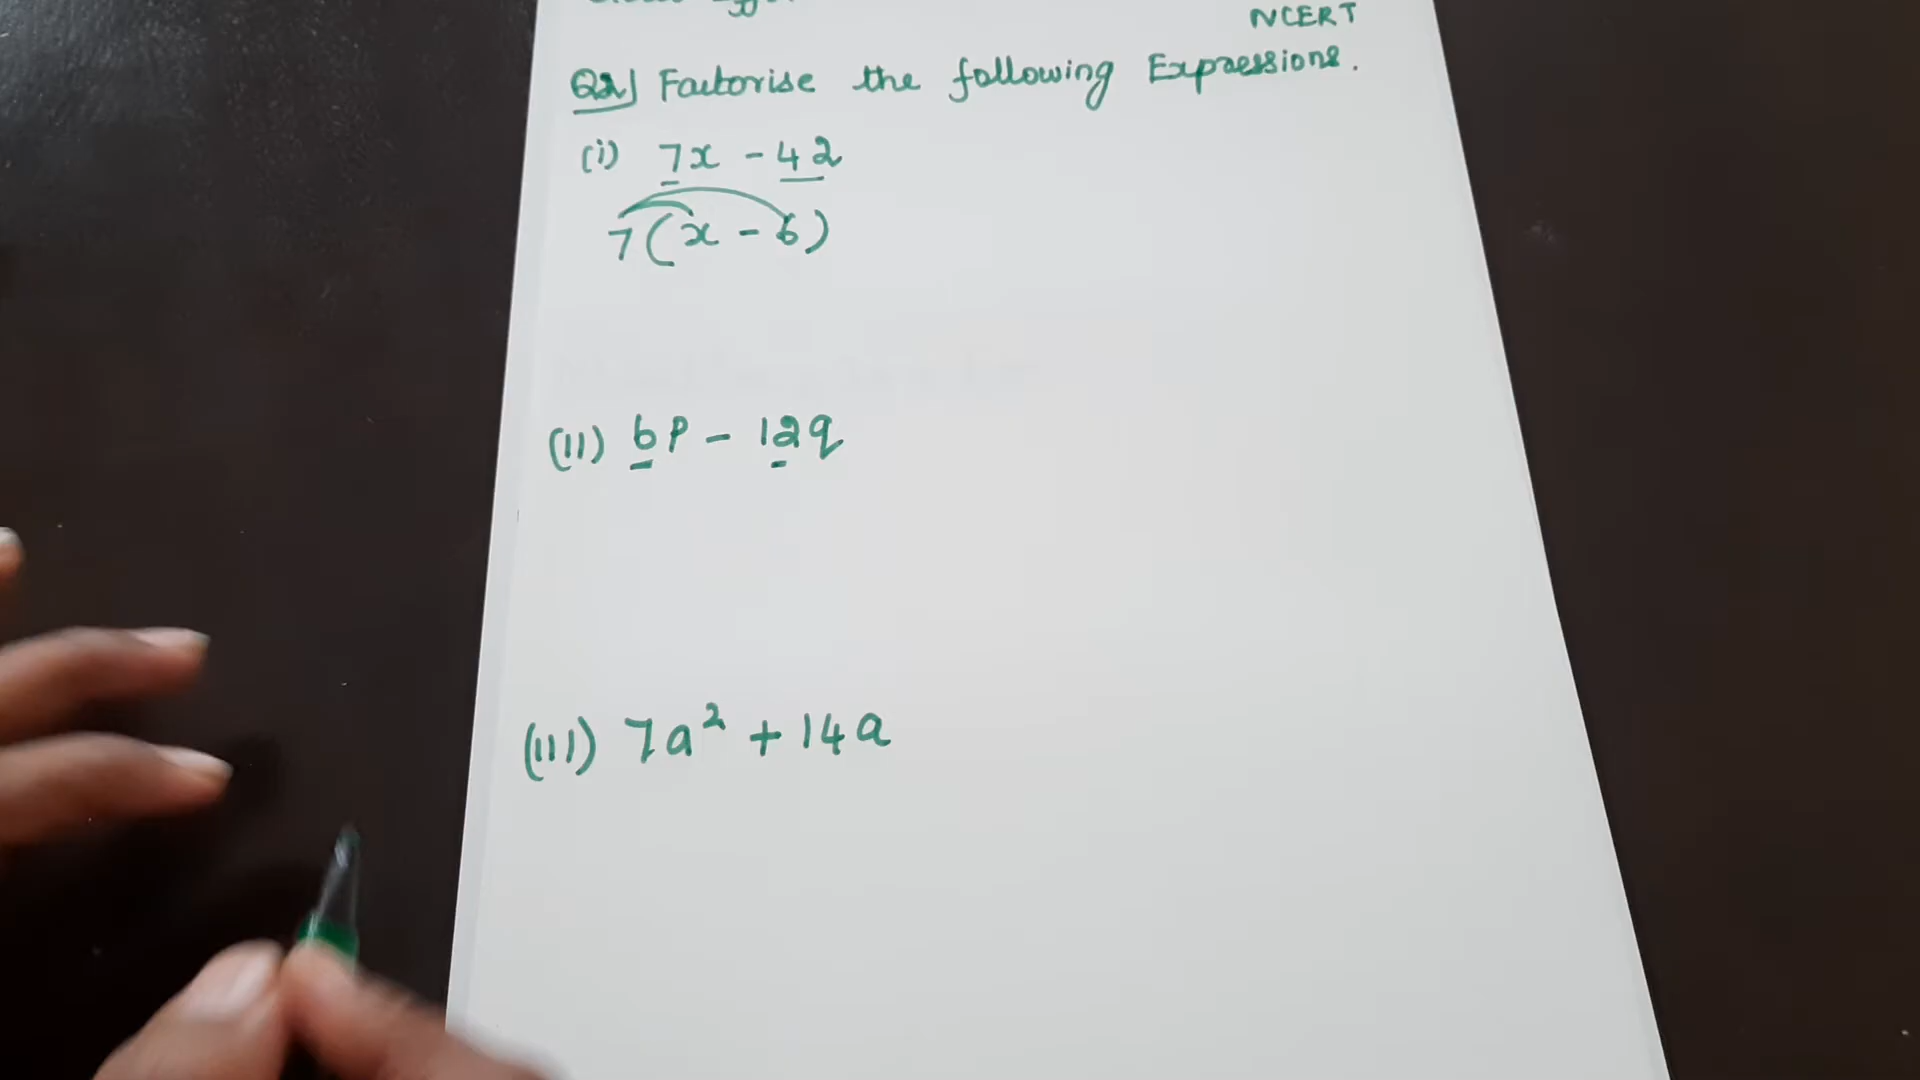 NCERT
Q2) Factorise the following Expressions.
(i) 7x - 42
7(x - 6)
(ii) 6p - 12q
(iii) 7a² + 14a